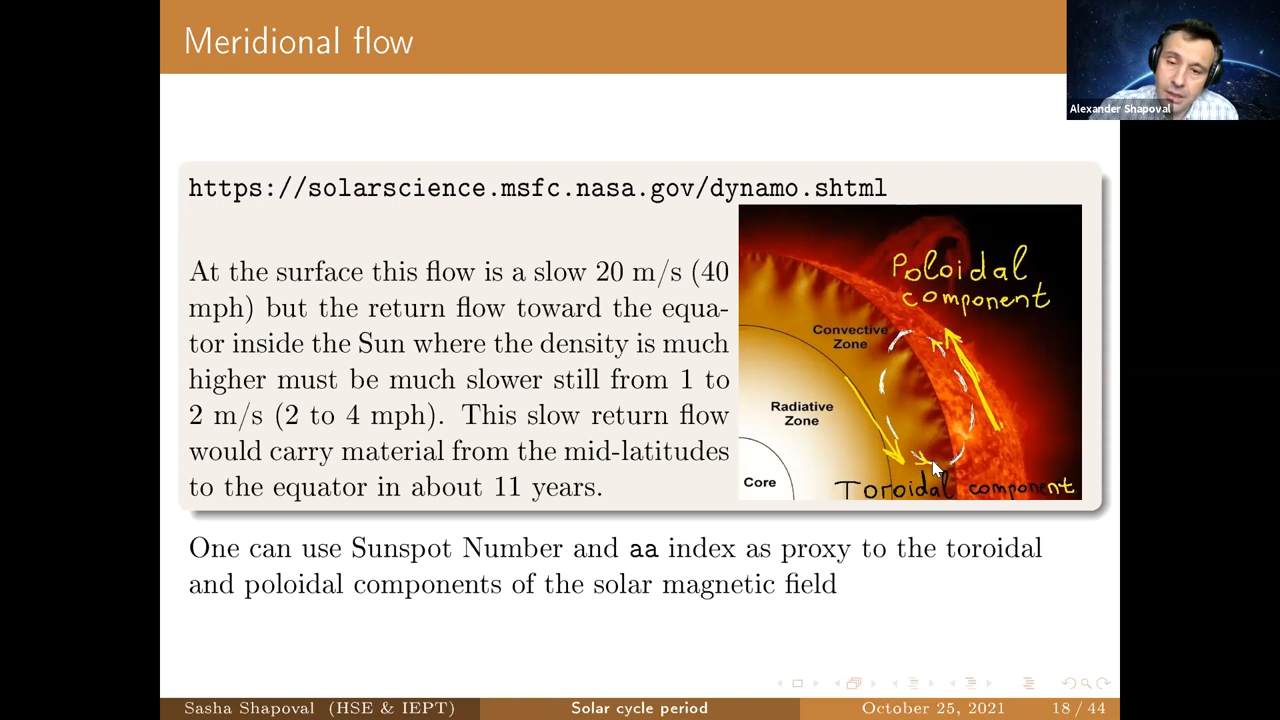 Meridional flow
Alexander Shapoval
https://solarscience.msfc.nasa.gov/dynamo.shtml
At the surface this flow is a slow 20 m/s (40
mph) but the return flow toward the equa-
tor inside the Sun where the density is much
higher must be much slower still from 1 to
2 m/s (2 to 4 mph). This slow return flow
would carry material from the mid-latitudes
to the equator in about 11 years.
Poloidal
component
Convective
Zone
Radiative
Zone
Core
Toroidal component
One can use Sunspot Number and aa index as proxy to the toroidal
and poloidal components of the solar magnetic field
Sasha Shapoval (HSE & IEPT)
Solar cycle period
October 25, 2021
18 / 44